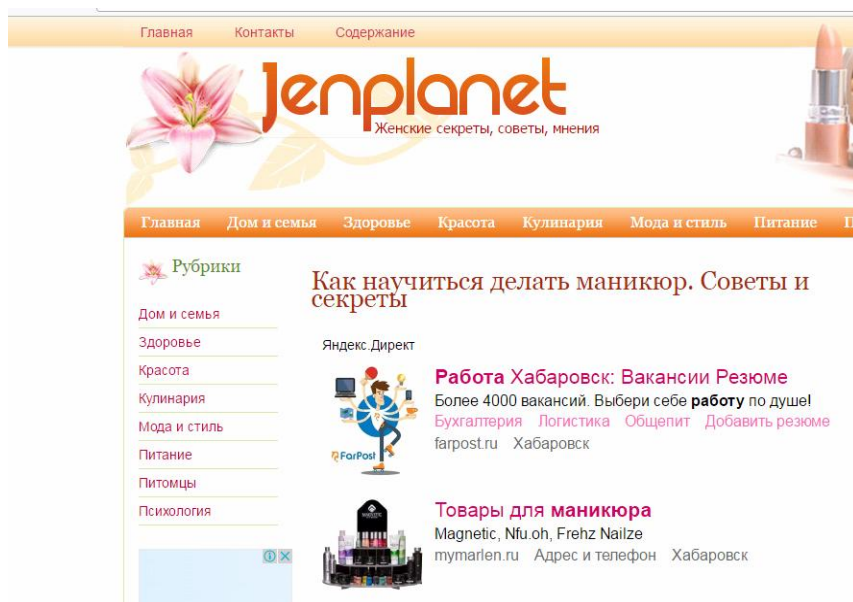 Главная Контакты Содержание
Jenplanet
Женские секреты, советы, мнения
Главная Дом и семья Здоровье Красота Кулинария Мода и стиль Питание
Рубрики
Дом и семья
Здоровье
Красота
Кулинария
Мода и стиль
Питание
Питомцы
Психология
Как научиться делать маникюр. Советы и
секреты
Яндекс.Директ
FarPost
Работа Хабаровск: Вакансии Резюме
Более 4000 вакансий. Выбери себе работу по душе!
Бухгалтерия Логистика Общепит Добавить резюме
farpost.ru Хабаровск
Товары для маникюра
Magnetic, Nfu.oh, Frehz Nailze
mymarlen.ru Адрес и телефон Хабаровск